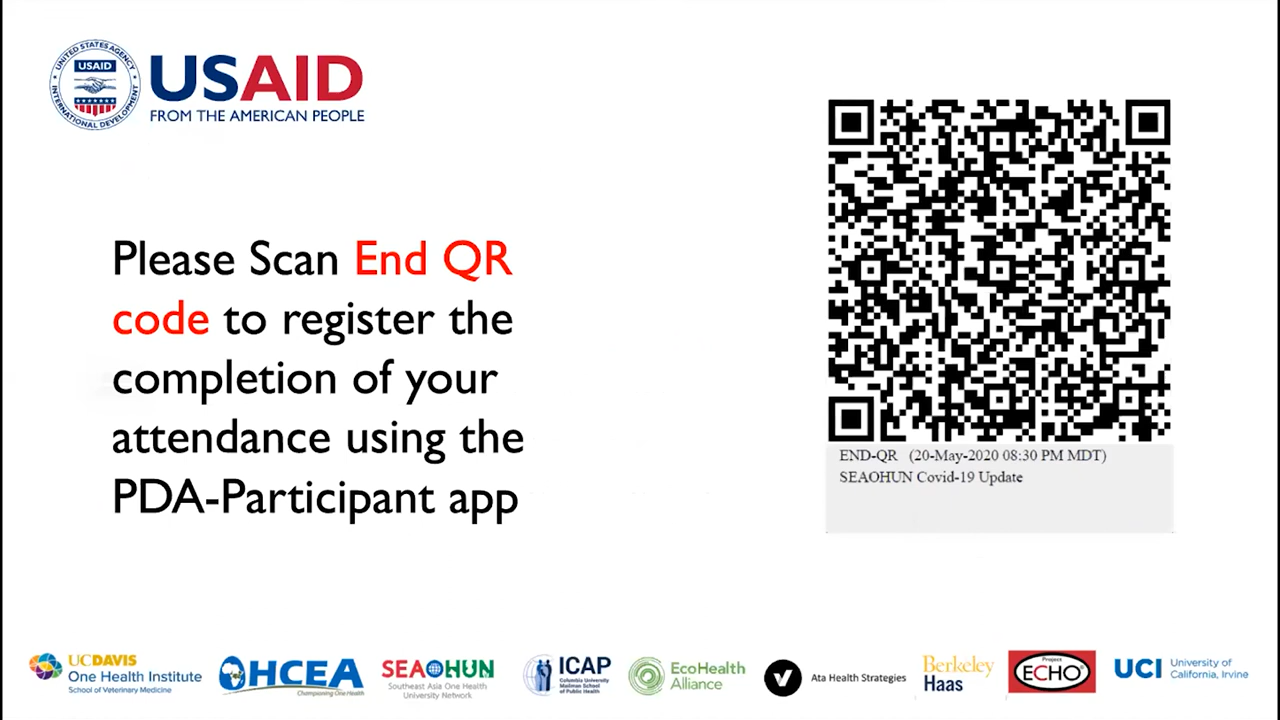 UNITED STATES AGENCY
USAID
INTERNATIONAL DEVELOPMENT
USAID
FROM THE AMERICAN PEOPLE
Please Scan End QR
code to register the
completion of your
attendance using the
PDA-Participant app
END-QR (20-May-2020 08:30 PM MDT)
SEAOHUN Covid-19 Update
UCDAVIS
One Health Institute
School of Veterinary Medicine
OHCEA
Championing One Health
SEAOHUN
Southeast Asia One Health
University Network
ICAP
Columbia University
Mailman School
of Public Health
EcoHealth
Alliance
Ata Health Strategies
Berkeley
Haas
Project
ECHO
UCI
University of
California, Irvine